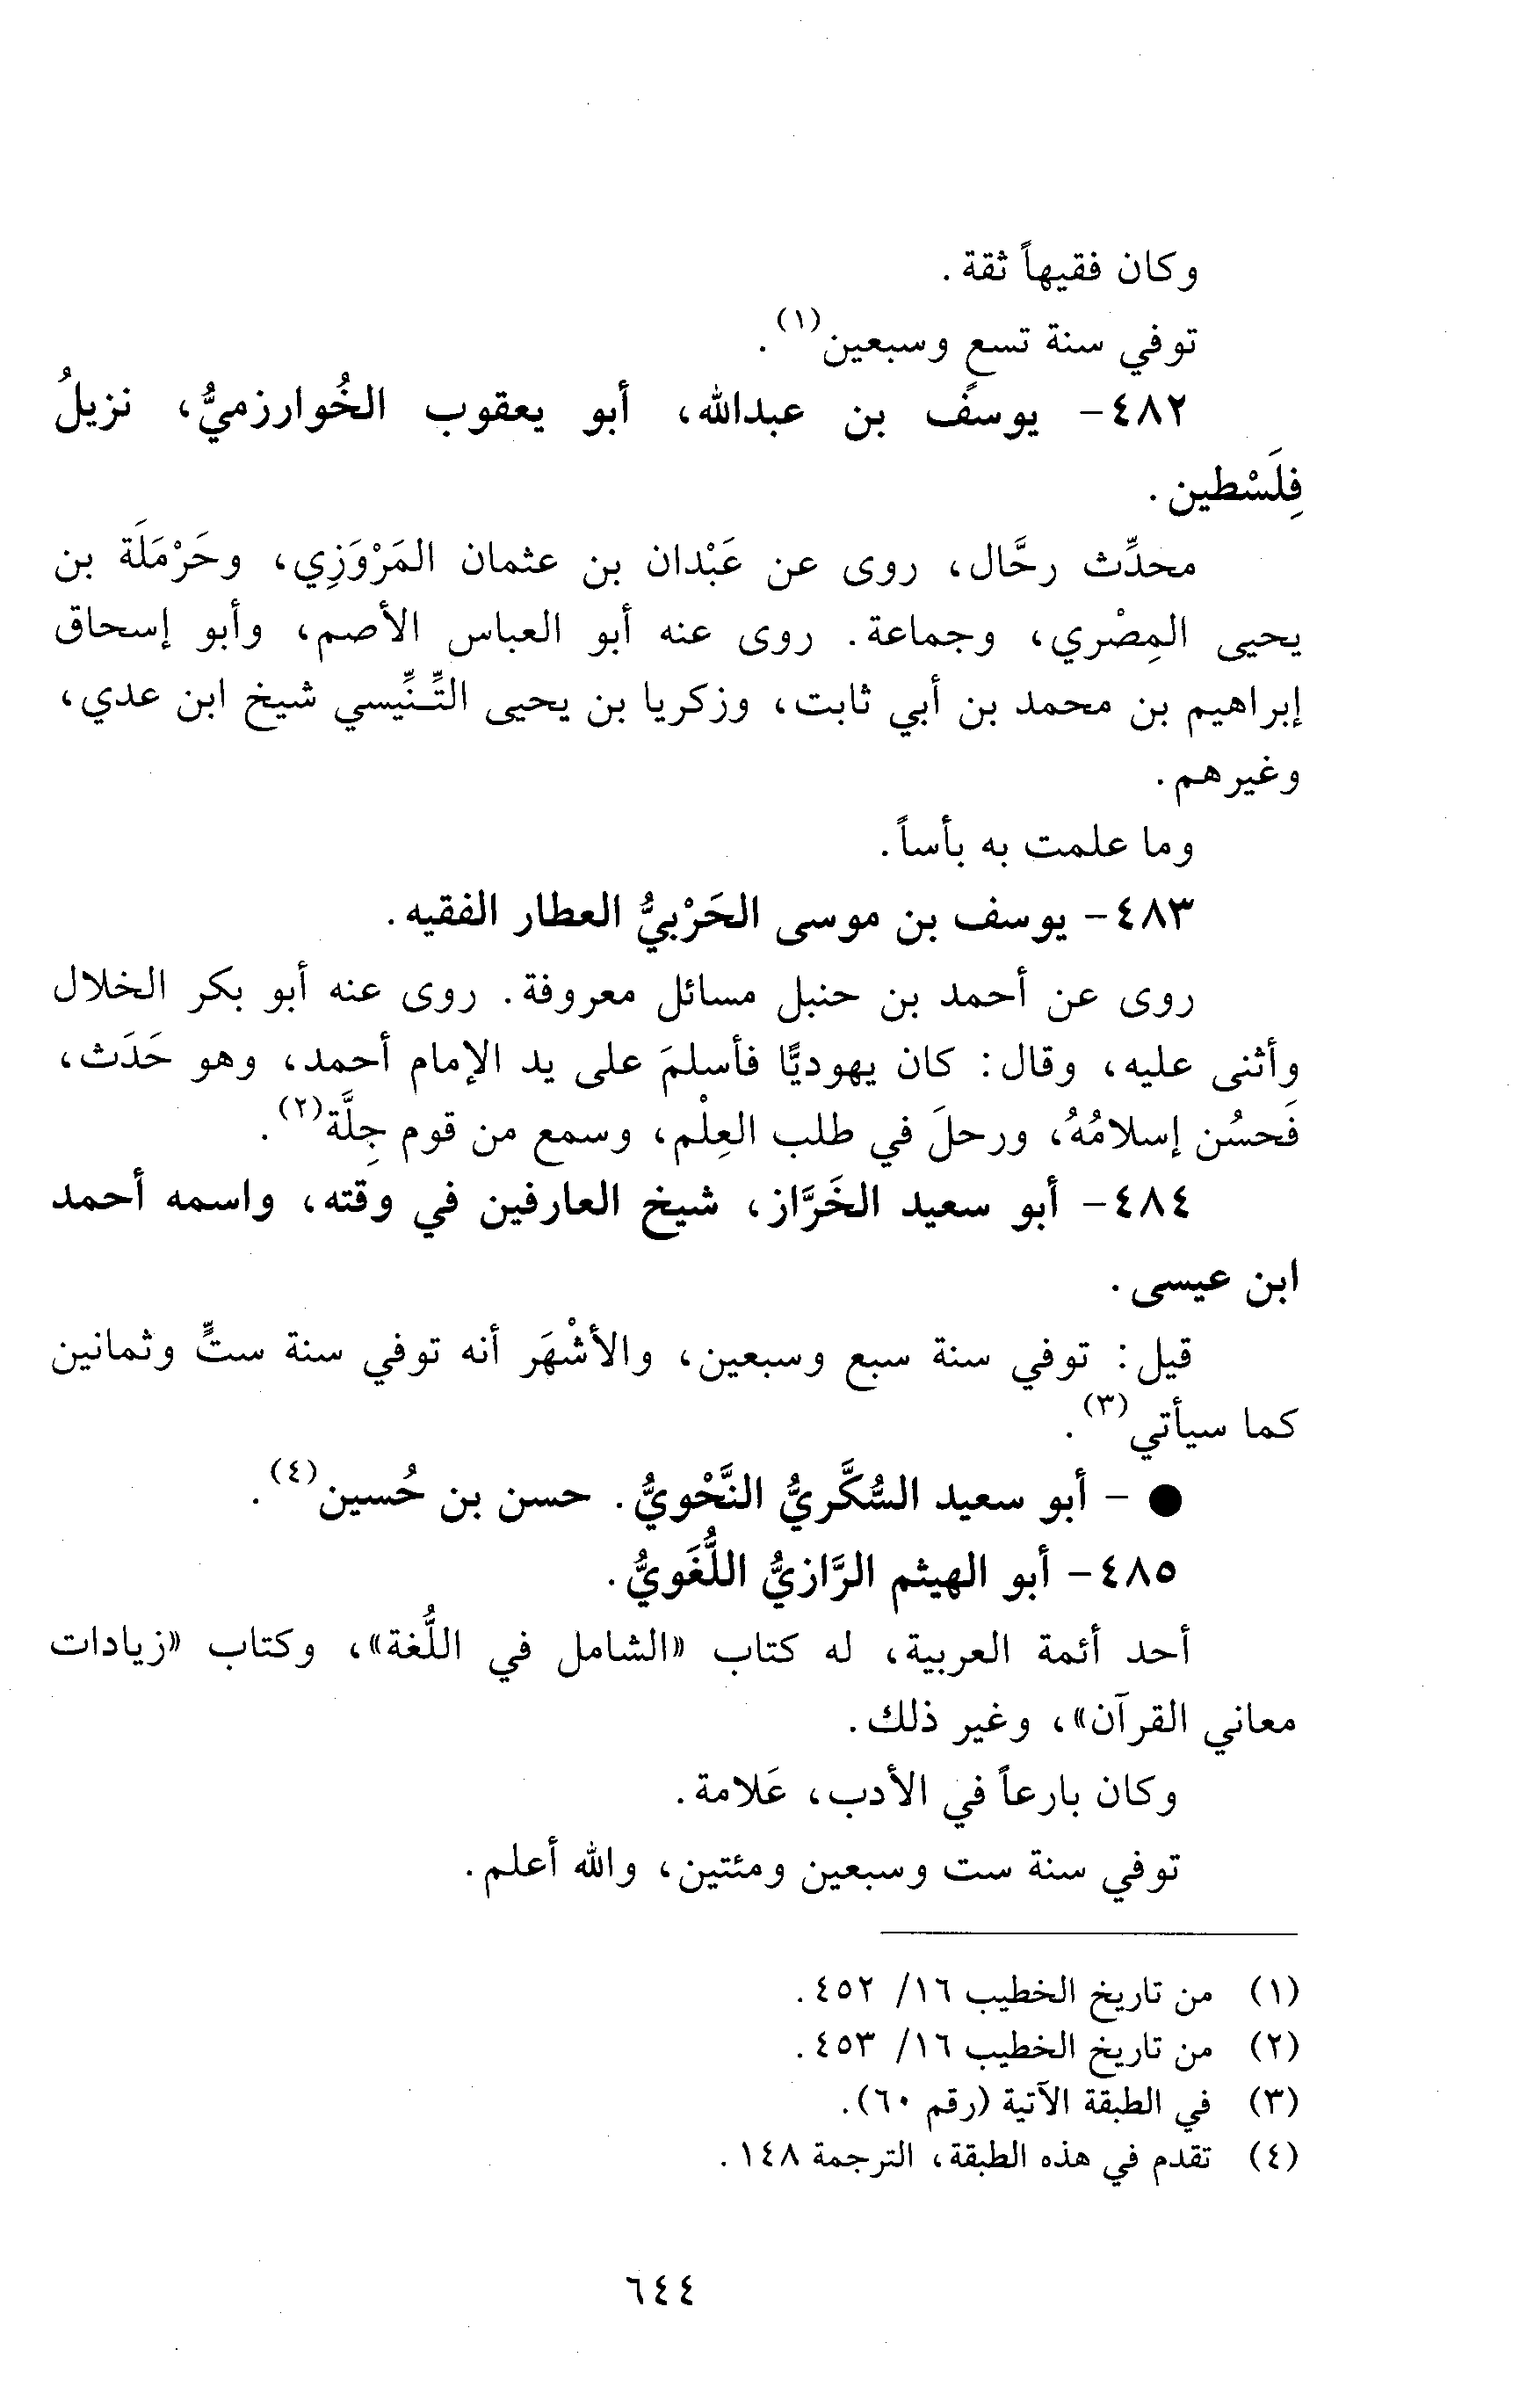 وكان فقيهاً ثقة.
توفي سنة تسعٍ وسبعين(١).
٤٨٢- يوسف بن عبدالله، أبو يعقوب الخُوارزميُّ، نزيلُ
فِلَسْطين.
محدِّث رحَّال، روى عن عَبْدان بن عثمان المَرْوَزِي، وحَرْمَلَة بن
يحيى المِصْري، وجماعة. روى عنه أبو العباس الأصم، وأبو إسحاق
إبراهيم بن محمد بن أبي ثابت، وزكريا بن يحيى التِّنِّيسي شيخ ابن عدي،
وغيرهم.
وما علمت به بأساً.
٤٨٣- يوسف بن موسى الحَرْبيُّ العطار الفقيه.
روى عن أحمد بن حنبل مسائل معروفة. روى عنه أبو بكر الخلال
وأثنى عليه، وقال: كان يهوديًّا فأسلمَ على يد الإمام أحمد، وهو حَدَث،
فَحسُن إسلامُهُ، ورحلَ في طلب العِلْم، وسمع من قوم جِلَّة(٢).
٤٨٤- أبو سعيد الخَرَّاز، شيخ العارفين في وقته، واسمه أحمد
ابن عيسى.
قيل: توفي سنة سبع وسبعين، والأشْهَر أنه توفي سنة ستٍّ وثمانين
كما سيأتي(٣).
● - أبو سعيد السُّكَّريُّ النَّحْويُّ. حسن بن حُسين(٤).
٤٨٥- أبو الهيثم الرَّازيُّ اللُّغَويُّ.
أحد أئمة العربية، له كتاب «الشامل في اللُّغة»، وكتاب «زيادات
معاني القرآن»، وغير ذلك.
وكان بارعاً في الأدب، عَلامة.
توفي سنة ست وسبعين ومئتين، والله أعلم.
(١) من تاريخ الخطيب ١٦/ ٤٥٢.
(٢) من تاريخ الخطيب ١٦/ ٤٥٣.
(٣) في الطبقة الآتية (رقم ٦٠).
(٤) تقدم في هذه الطبقة، الترجمة ١٤٨.
٦٤٤